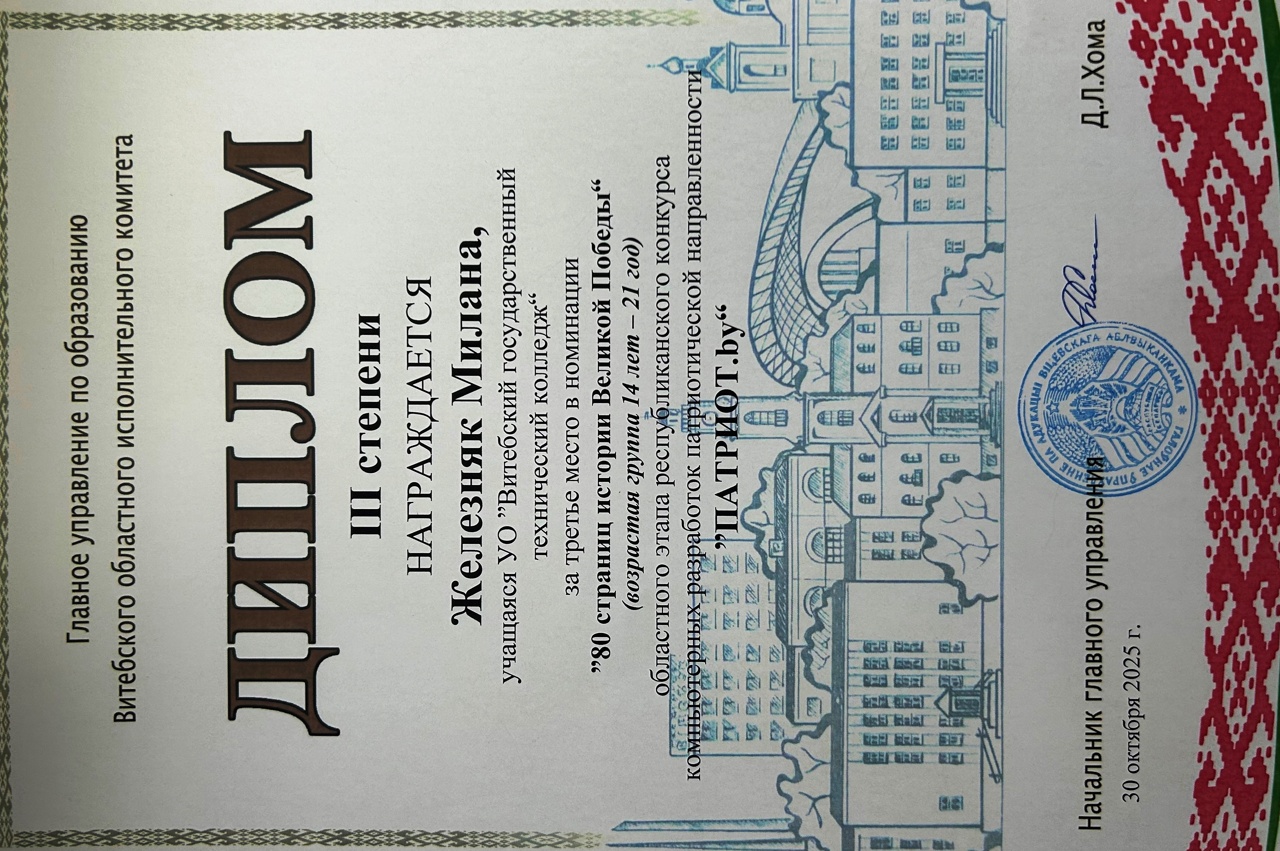 Главное управление по образованию
Витебского областного исполнительного комитета
ДИПЛОМ
III степени
НАГРАЖДАЕТСЯ
Железняк Милана,
учащаяся УО ”Витебский государственный
технический колледж“
за третье место в номинации
”80 страниц истории Великой Победы“
(возрастая группа 14 лет – 21 год)
областного этапа республиканского конкурса
компьютерных разработок патриотической направленности
”ПАТРИОТ.by“
Начальник главного управления
Д.Л.Хома
30 октября 2025 г.